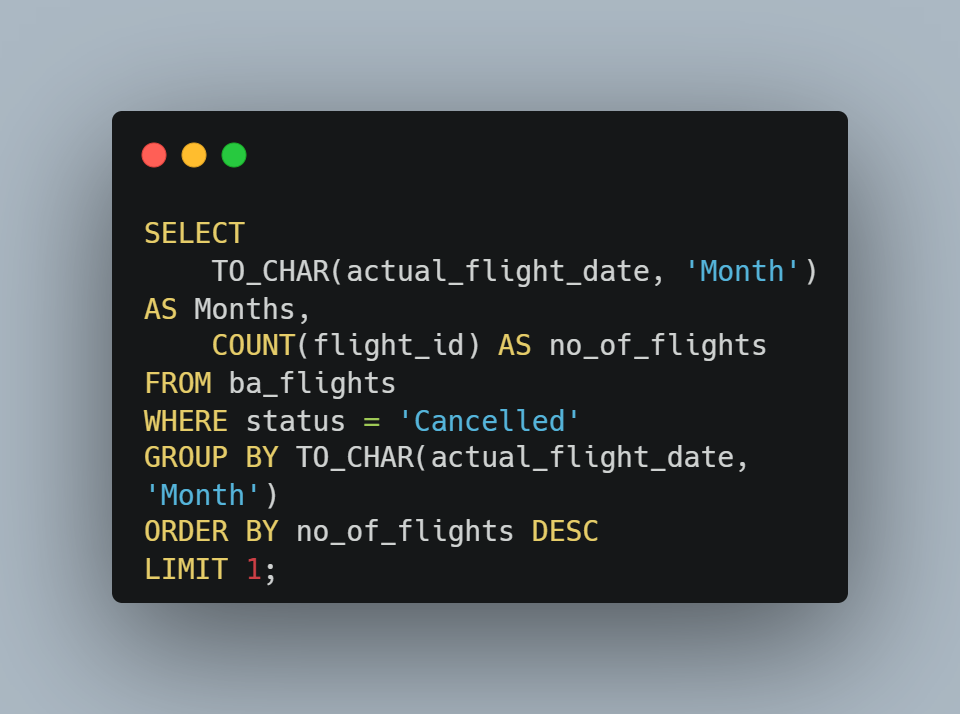 SELECT
    TO_CHAR(actual_flight_date, 'Month')
AS Months,
    COUNT(flight_id) AS no_of_flights
FROM ba_flights
WHERE status = 'Cancelled'
GROUP BY TO_CHAR(actual_flight_date,
'Month')
ORDER BY no_of_flights DESC
LIMIT 1;